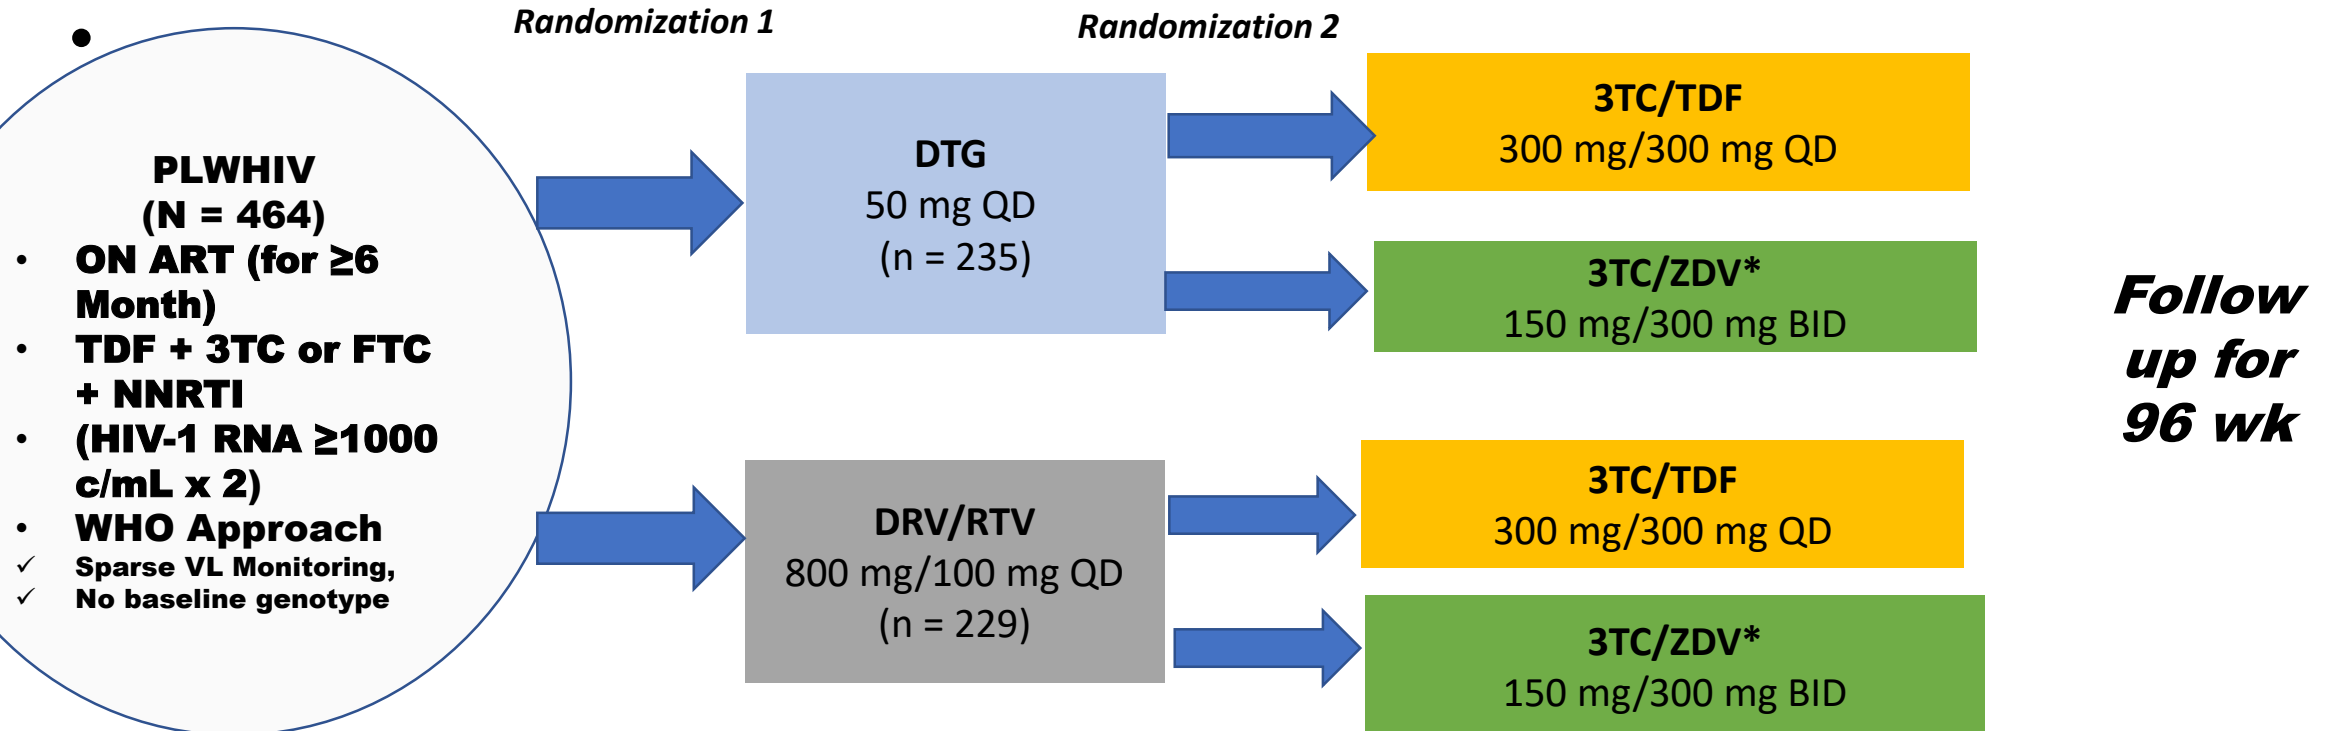 Randomization 1
Randomization 2
•
PLWHIV
(N = 464)
• ON ART (for ≥6
Month)
• TDF + 3TC or FTC
+ NNRTI
• (HIV-1 RNA ≥1000
c/mL x 2)
• WHO Approach
✓ Sparse VL Monitoring,
✓ No baseline genotype
DTG
50 mg QD
(n = 235)
3TC/TDF
300 mg/300 mg QD
3TC/ZDV*
150 mg/300 mg BID
DRV/RTV
800 mg/100 mg QD
(n = 229)
3TC/TDF
300 mg/300 mg QD
3TC/ZDV*
150 mg/300 mg BID
Follow
up for
96 wk